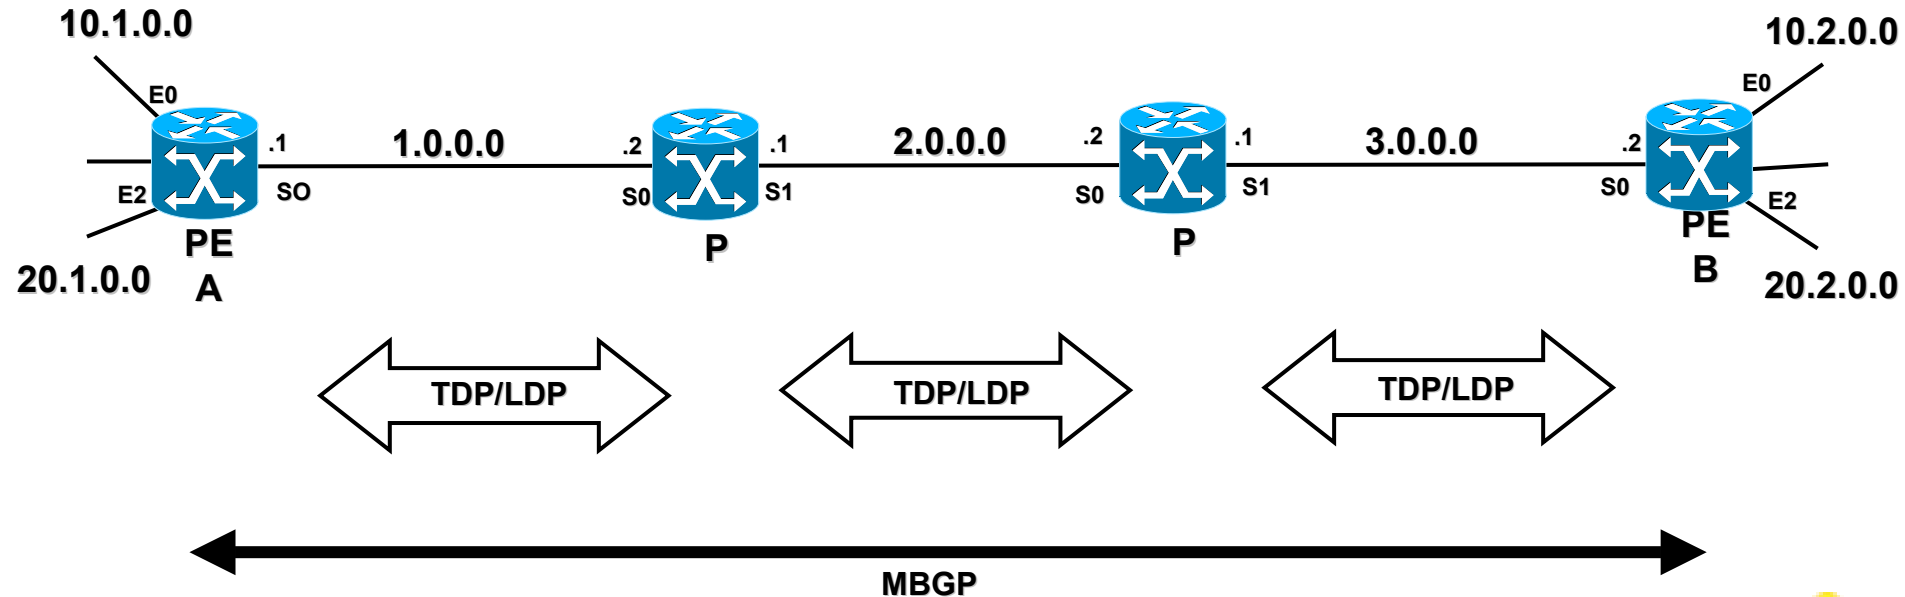 10.1.0.0
10.2.0.0
E0
E0
.1
1.0.0.0
.2
.1
2.0.0.0
.2
.1
3.0.0.0
.2
E2
SO
S0
S1
S0
S1
S0
E2
PE
A
P
P
PE
B
20.1.0.0
20.2.0.0
TDP/LDP
TDP/LDP
TDP/LDP
MBGP